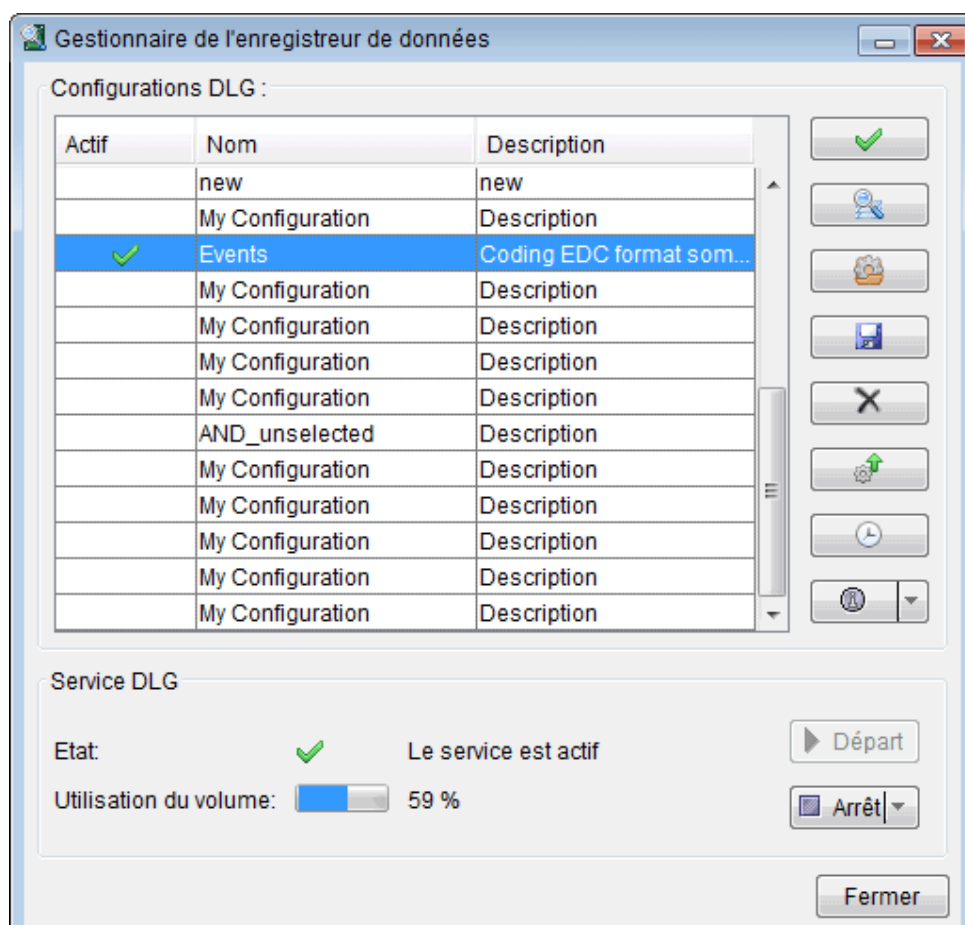 Gestionnaire de l'enregistreur de données
Configurations DLG :
Actif Nom Description
new new
My Configuration Description
Events Coding EDC format som...
My Configuration Description
My Configuration Description
My Configuration Description
My Configuration Description
AND_unselected Description
My Configuration Description
My Configuration Description
My Configuration Description
My Configuration Description
My Configuration Description
Service DLG
Etat: Le service est actif
Départ
Utilisation du volume: 59 %
Arrêt
Fermer